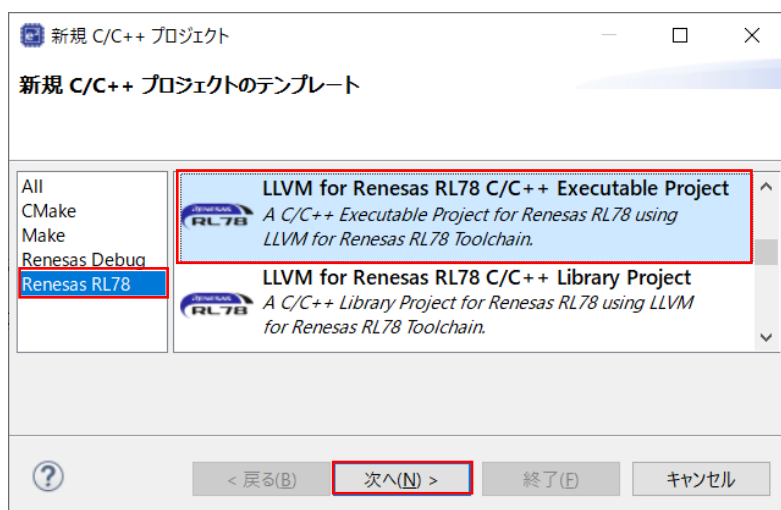 新規 C/C++ プロジェクト
新規 C/C++ プロジェクトのテンプレート
All
CMake
Make
Renesas Debug
Renesas RL78
LLVM for Renesas RL78 C/C++ Executable Project
A C/C++ Executable Project for Renesas RL78 using
LLVM for Renesas RL78 Toolchain.
RENESAS
RL78
LLVM for Renesas RL78 C/C++ Library Project
A C/C++ Library Project for Renesas RL78 using LLVM
for Renesas RL78 Toolchain.
RENESAS
RL78
< 戻る(B)
次へ(N) >
終了(F)
キャンセル